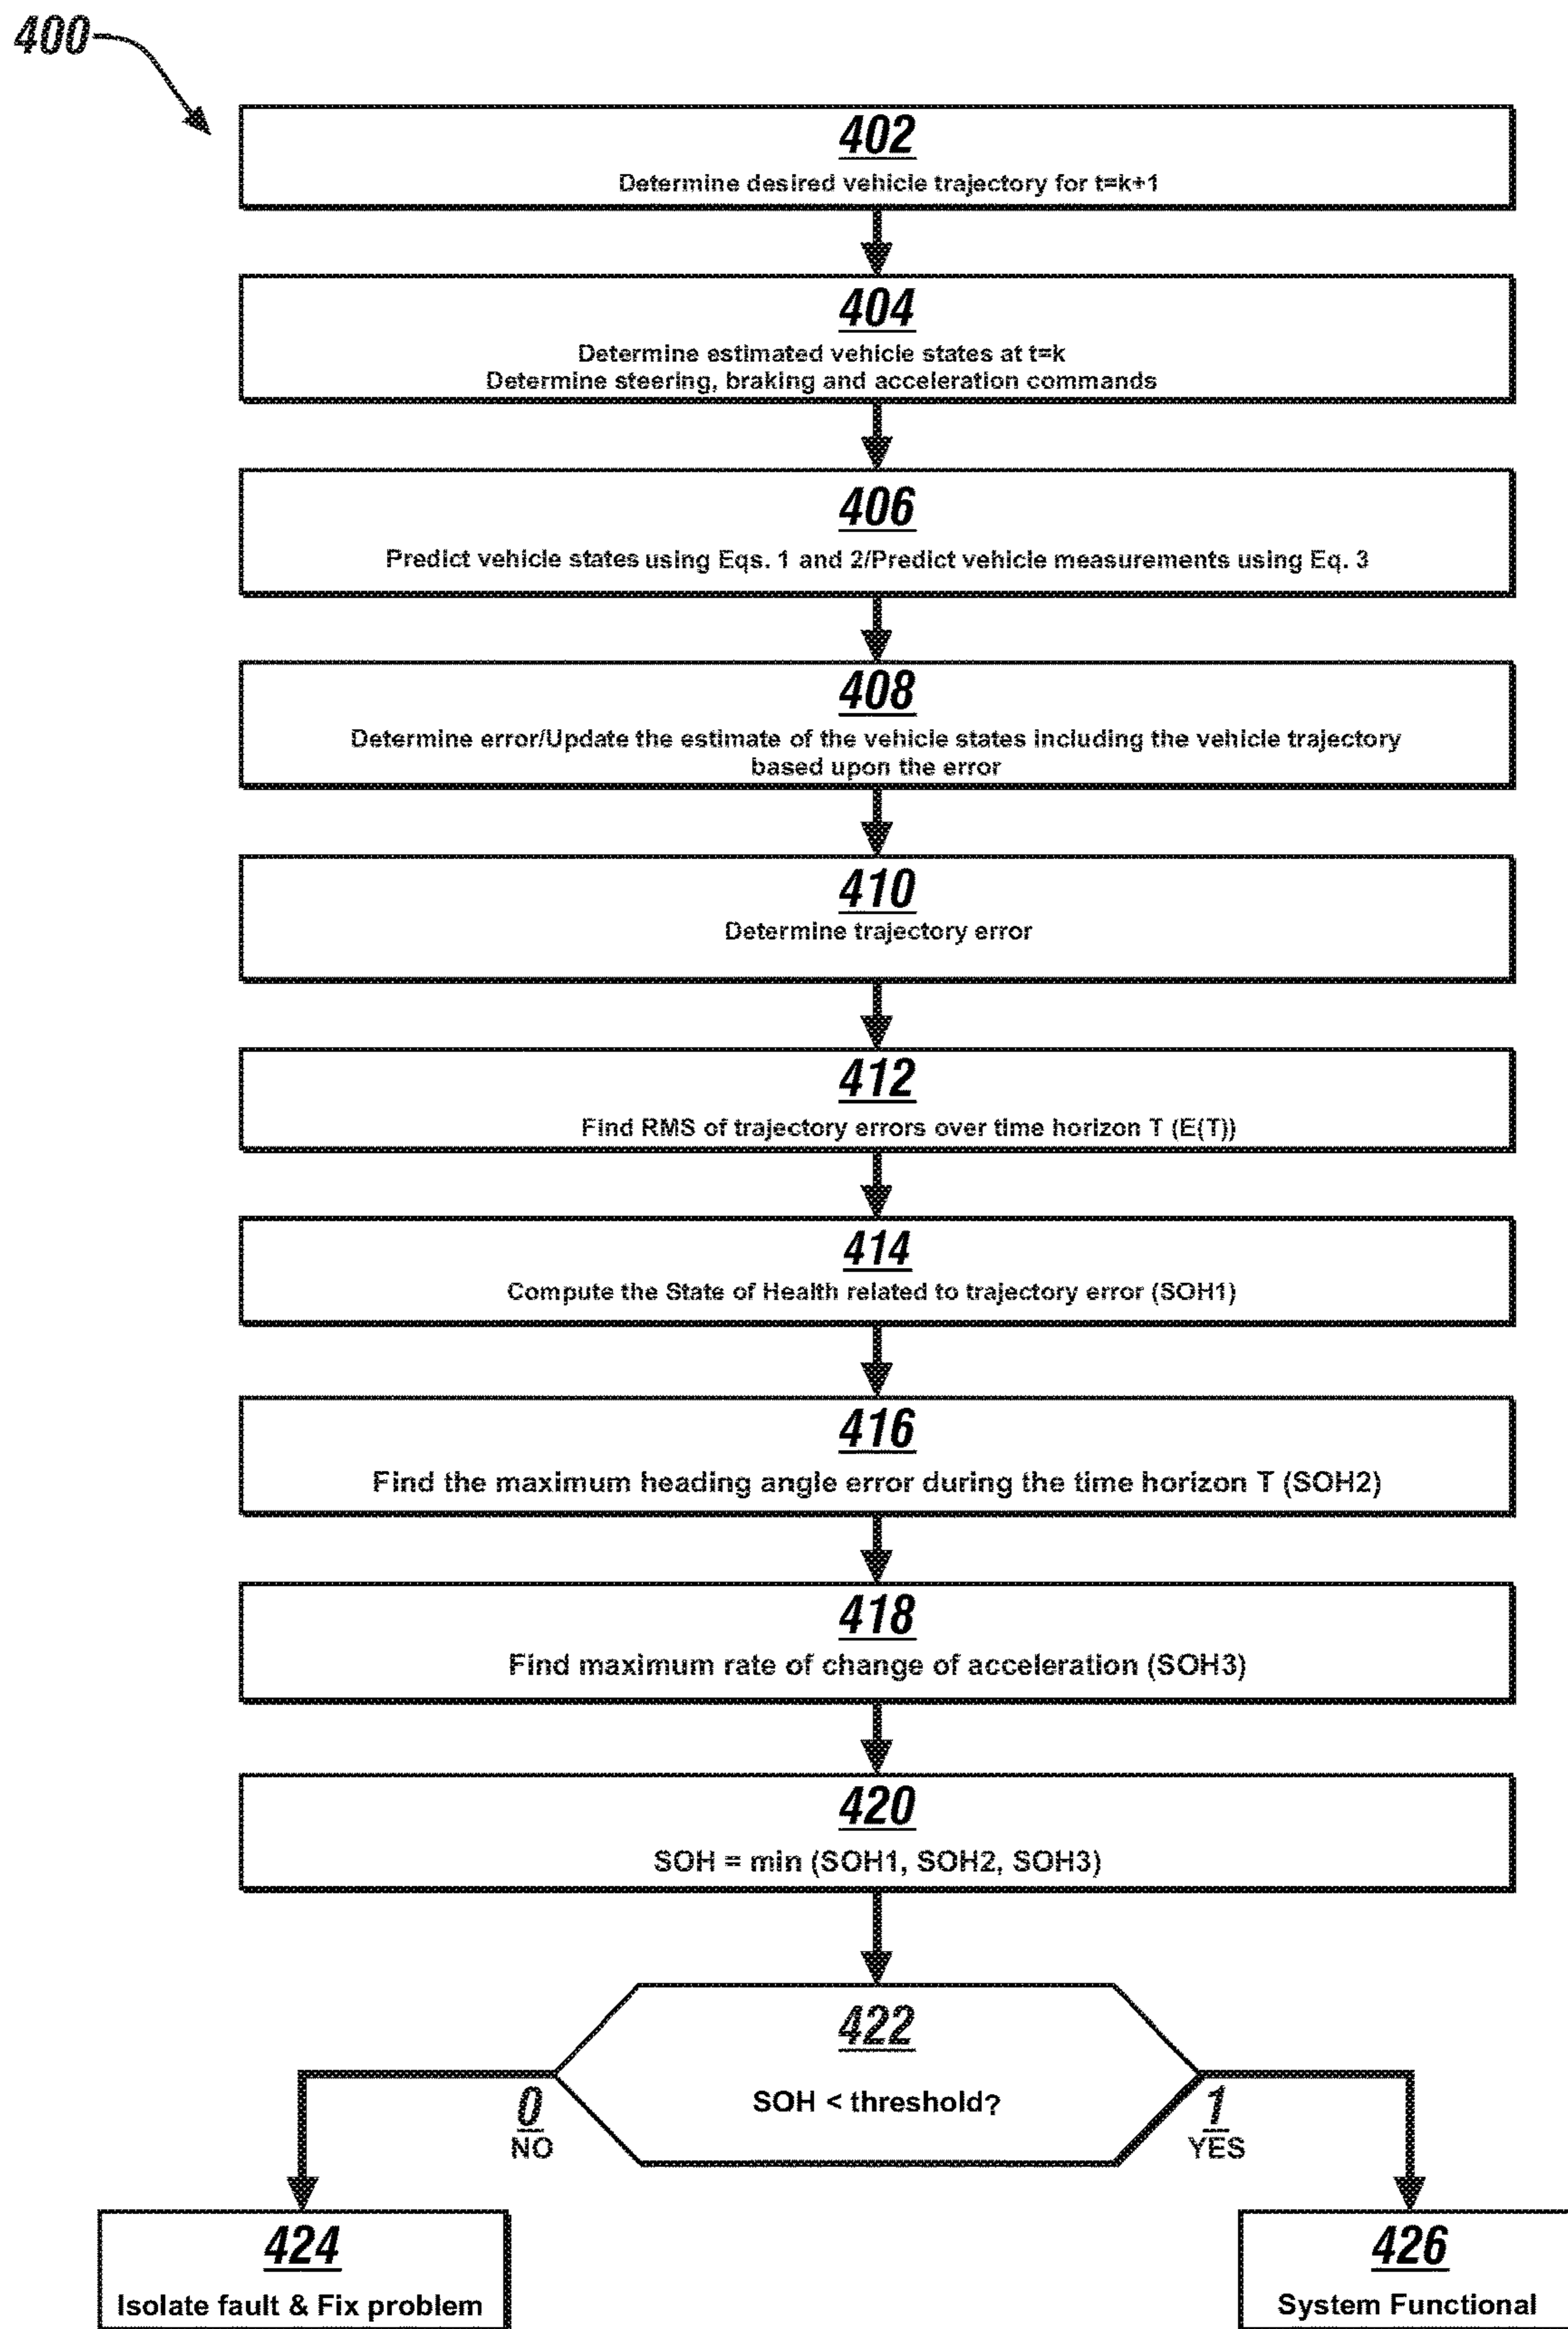 400
402
Determine desired vehicle trajectory for t=k+1
404
Determine estimated vehicle states at t=k
Determine steering, braking and acceleration commands
406
Predict vehicle states using Eqs. 1 and 2/Predict vehicle measurements using Eq. 3
408
Determine error/Update the estimate of the vehicle states including the vehicle trajectory
based upon the error
410
Determine trajectory error
412
Find RMS of trajectory errors over time horizon T (E(T))
414
Compute the State of Health related to trajectory error (SOH1)
416
Find the maximum heading angle error during the time horizon T (SOH2)
418
Find maximum rate of change of acceleration (SOH3)
420
SOH = min (SOH1, SOH2, SOH3)
422
SOH < threshold?
0
NO
1
YES
424
Isolate fault & Fix problem
426
System Functional